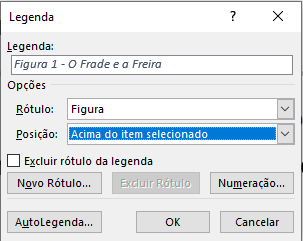 Legenda
?
Legenda:
Figura 1 - O Frade e a Freira
Opções
Rótulo: Figura
Posição: Acima do item selecionado
Excluir rótulo da legenda
Novo Rótulo... Excluir Rótulo Numeração...
AutoLegenda... OK Cancelar